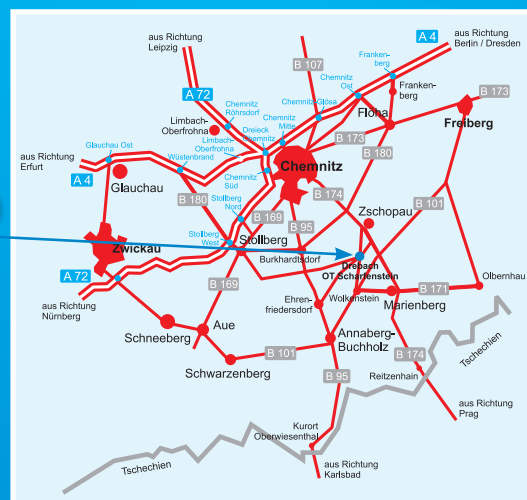 aus Richtung
Leipzig
A 4
aus Richtung
Berlin / Dresden
B 107
Franken-
berg
A 72
Chemnitz
Ost
Franken-
berg
B 173
Chemnitz
Röhrsdorf
Chemnitz-Glösa
Flöha
Freiberg
Limbach-
Oberfrohna
Dreieck
Chemnitz
Chemnitz
Mitte
B 173
Glauchau Ost
Limbach-
Oberfrohna
B 180
aus Richtung
Erfurt
Wüstenbrand
Chemnitz
A 4
Glauchau
Chemnitz
Süd
B 174
B 101
B 180
Stollberg
Nord
B 169
Zschopau
B 95
Zwickau
Stollberg
West
Stollberg
Burkhardtsdorf
Drebach
OT Scharfenstein
A 72
B 169
Olbernhau
Ehren-
friedersdorf
Wolkenstein
B 171
Marienberg
aus Richtung
Nürnberg
Schneeberg
Aue
Annaberg-
Buchholz
Tschechien
B 101
B 174
Schwarzenberg
B 95
Reitzenhain
aus Richtung
Prag
Kurort
Oberwiesenthal
Tschechien
aus Richtung
Karlsbad